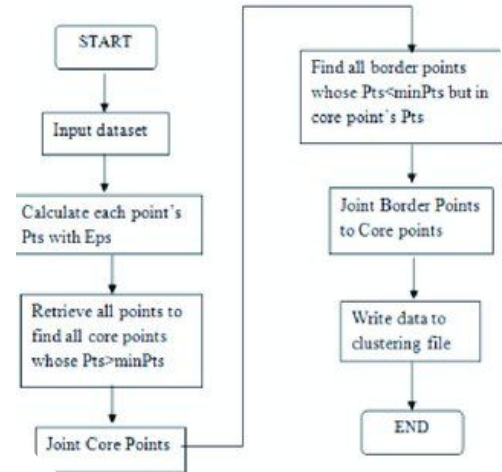 START
Input dataset
Calculate each point's
Pts with Eps
Retrieve all points to
find all core points
whose Pts>minPts
Joint Core Points
Find all border points
whose Pts<minPts but in
core point's Pts
Joint Border Points
to Core points
Write data to
clustering file
END